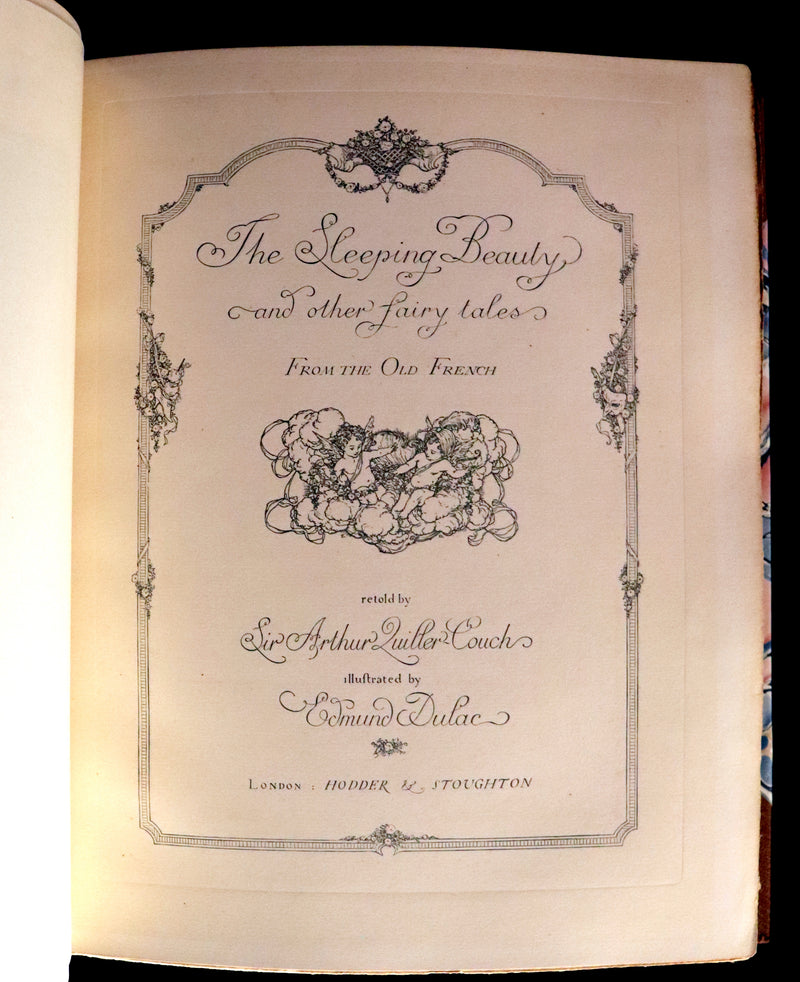 The Sleeping Beauty
and other fairy tales
FROM THE OLD FRENCH
retold by
Sir Arthur Quiller-Couch
illustrated by
Edmund Dulac
LONDON : HODDER & STOUGHTON